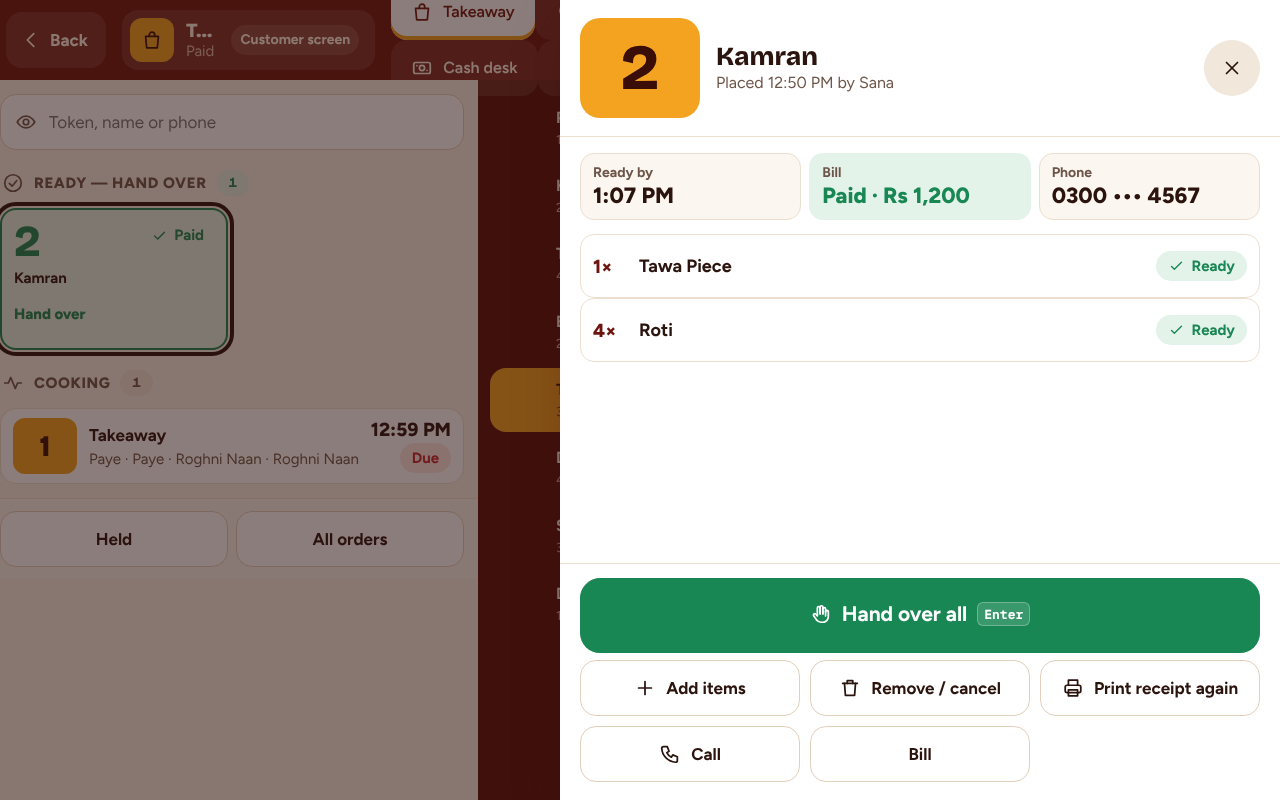 Back
T...
Paid
Customer screen
Takeaway
Cash desk
Token, name or phone
READY — HAND OVER 1
2
Paid
Kamran
Hand over
COOKING 1
1
Takeaway
12:59 PM
Paye · Paye · Roghni Naan · Roghni Naan
Due
Held
All orders
2
Kamran
Placed 12:50 PM by Sana
Ready by
1:07 PM
Bill
Paid · Rs 1,200
Phone
0300 ••• 4567
1× Tawa Piece Ready
4× Roti Ready
Hand over all Enter
Add items
Remove / cancel
Print receipt again
Call
Bill